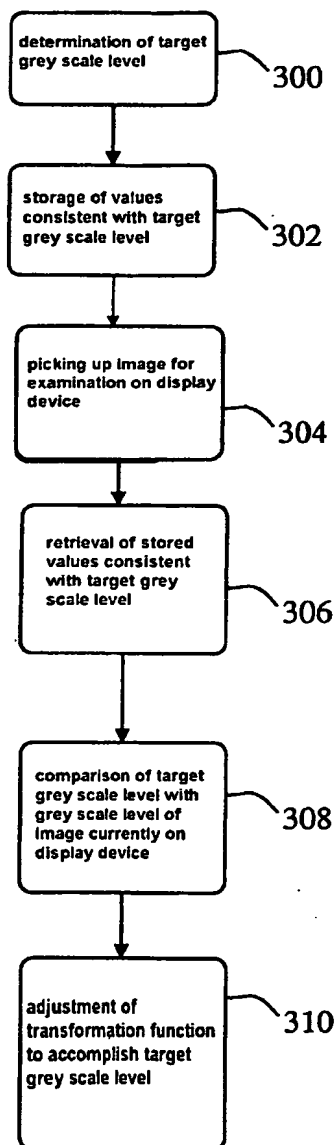 determination of target
grey scale level
300
storage of values
consistent with target
grey scale level
302
picking up image for
examination on display
device
304
retrieval of stored
values consistent
with target grey
scale level
306
comparison of target
grey scale level with
grey scale level of
image currently on
display device
308
adjustment of
transformation function
to accomplish target
grey scale level
310